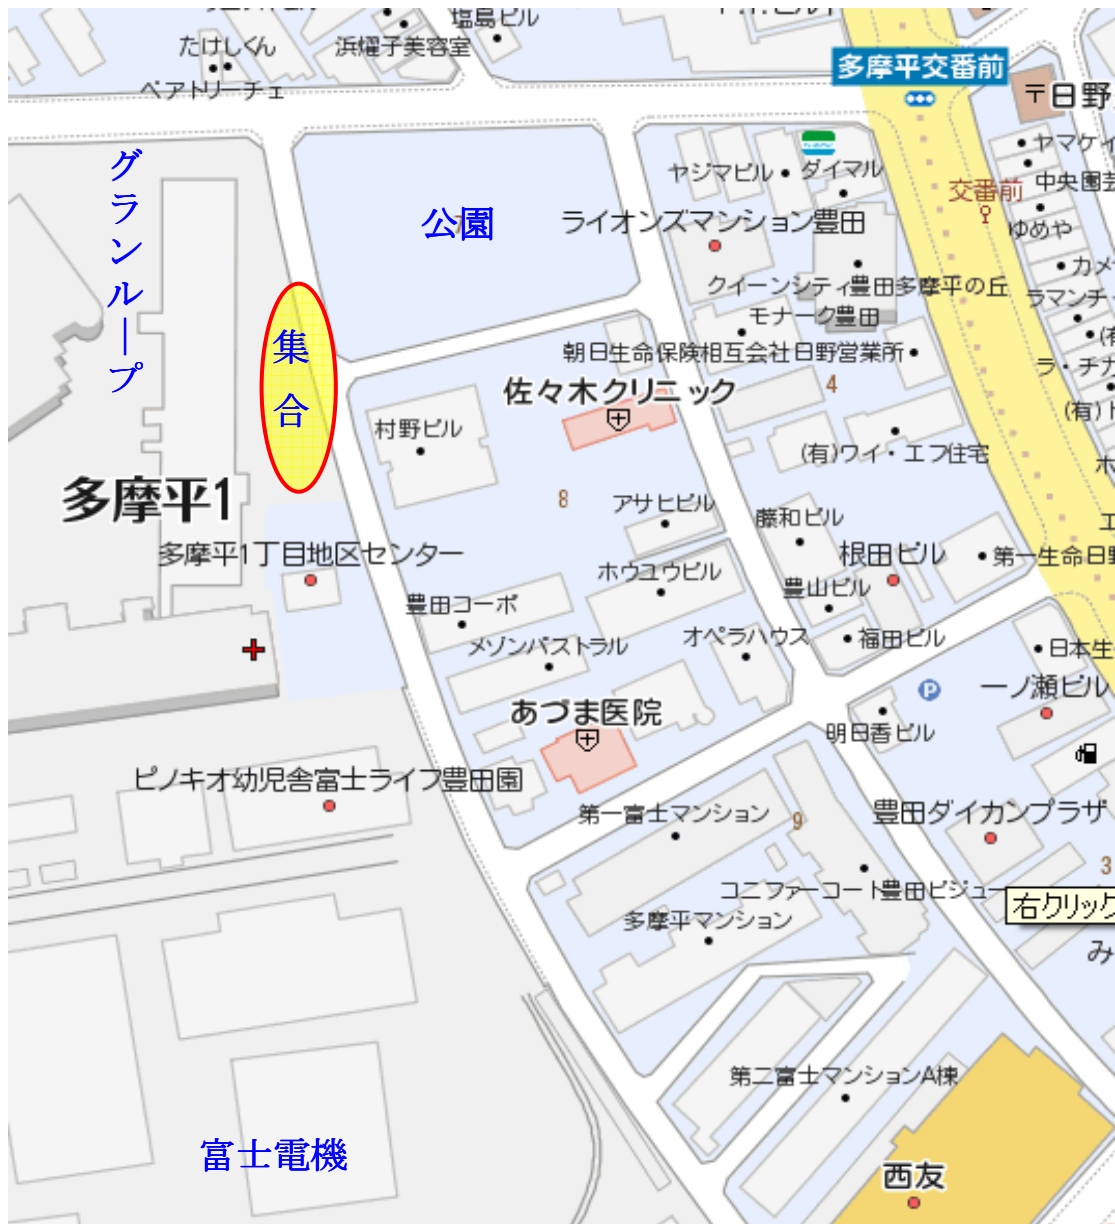 塩島ビル
たけしくん
浜燿子美容室
ベアトリーチェ
多摩平交番前
〒日野
ヤマケイ
グランループ
公園
ヤジマビル
ダイマル
交番前
中央園芸
ライオンズマンション豊田
ゆめや
カメ
クイーンシティ豊田多摩平の丘
ラマンチ
モナーク豊田
集合
朝日生命保険相互会社日野営業所
ラ・チカ
佐々木クリニック
4
村野ビル
(有)ワイ・エフ住宅
多摩平1
8
アサヒビル
藤和ビル
多摩平1丁目地区センター
根田ビル
第一生命日野
ホウユウビル
豊山ビル
豊田コーポ
メゾンパストラル
オペラハウス
福田ビル
日本生
P
一ノ瀬ビル
あづま医院
明日香ビル
ピノキオ幼児舎富士ライフ豊田園
第一富士マンション
9
豊田ダイカンプラザ
3
コニファーコート豊田ビジュー
右クリック
多摩平マンション
み
第二富士マンションA棟
富士電機
西友